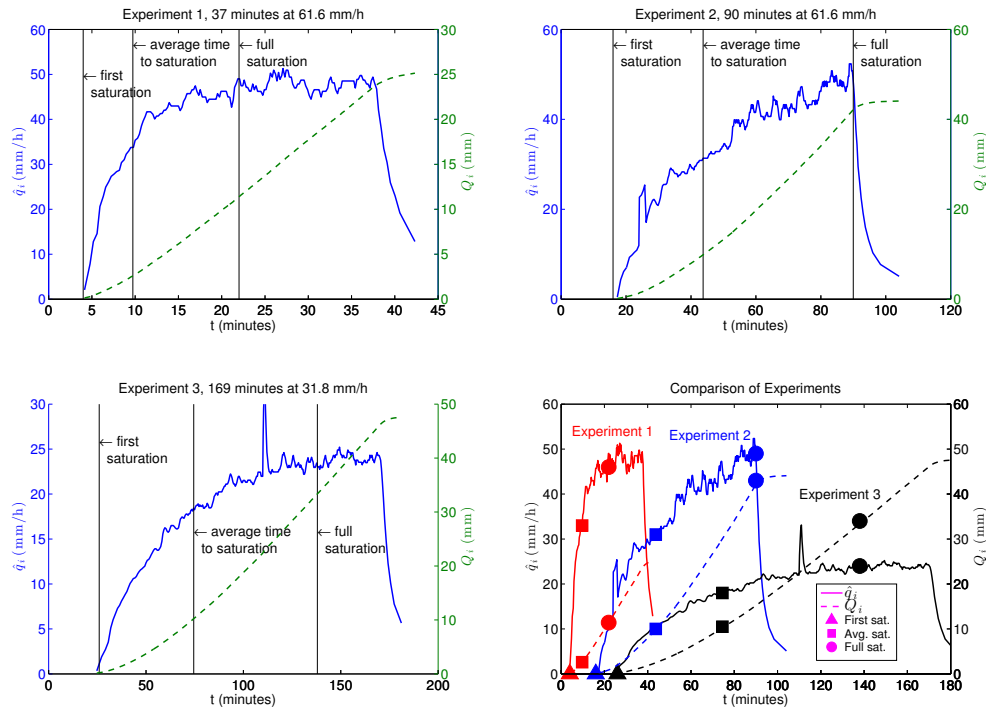 Experiment 1, 37 minutes at 61.6 mm/h
60
50
40
30
20
10
0
q̂ᵢ (mm/h)
← first
saturation
← average time
to saturation
← full
saturation
30
25
20
15
10
5
0
Qᵢ (mm)
0 5 10 15 20 25 30 35 40 45
t (minutes)
Experiment 2, 90 minutes at 61.6 mm/h
60
50
40
30
20
10
0
q̂ᵢ (mm/h)
← first
saturation
← average time
to saturation
← full
saturation
60
40
20
0
Qᵢ (mm)
0 20 40 60 80 100 120
t (minutes)
Experiment 3, 169 minutes at 31.8 mm/h
30
25
20
15
10
5
0
q̂ᵢ (mm/h)
← first
saturation
← average time
to saturation
← full
saturation
50
40
30
20
10
0
Qᵢ (mm)
0 50 100 150 200
t (minutes)
Comparison of Experiments
60
50
40
30
20
10
0
q̂ᵢ (mm/h)
Experiment 1
Experiment 2
Experiment 3
q̂ᵢ
Qᵢ
First sat.
Avg. sat.
Full sat.
60
50
40
30
20
10
0
Qᵢ (mm)
0 20 40 60 80 100 120 140 160 180
t (minutes)